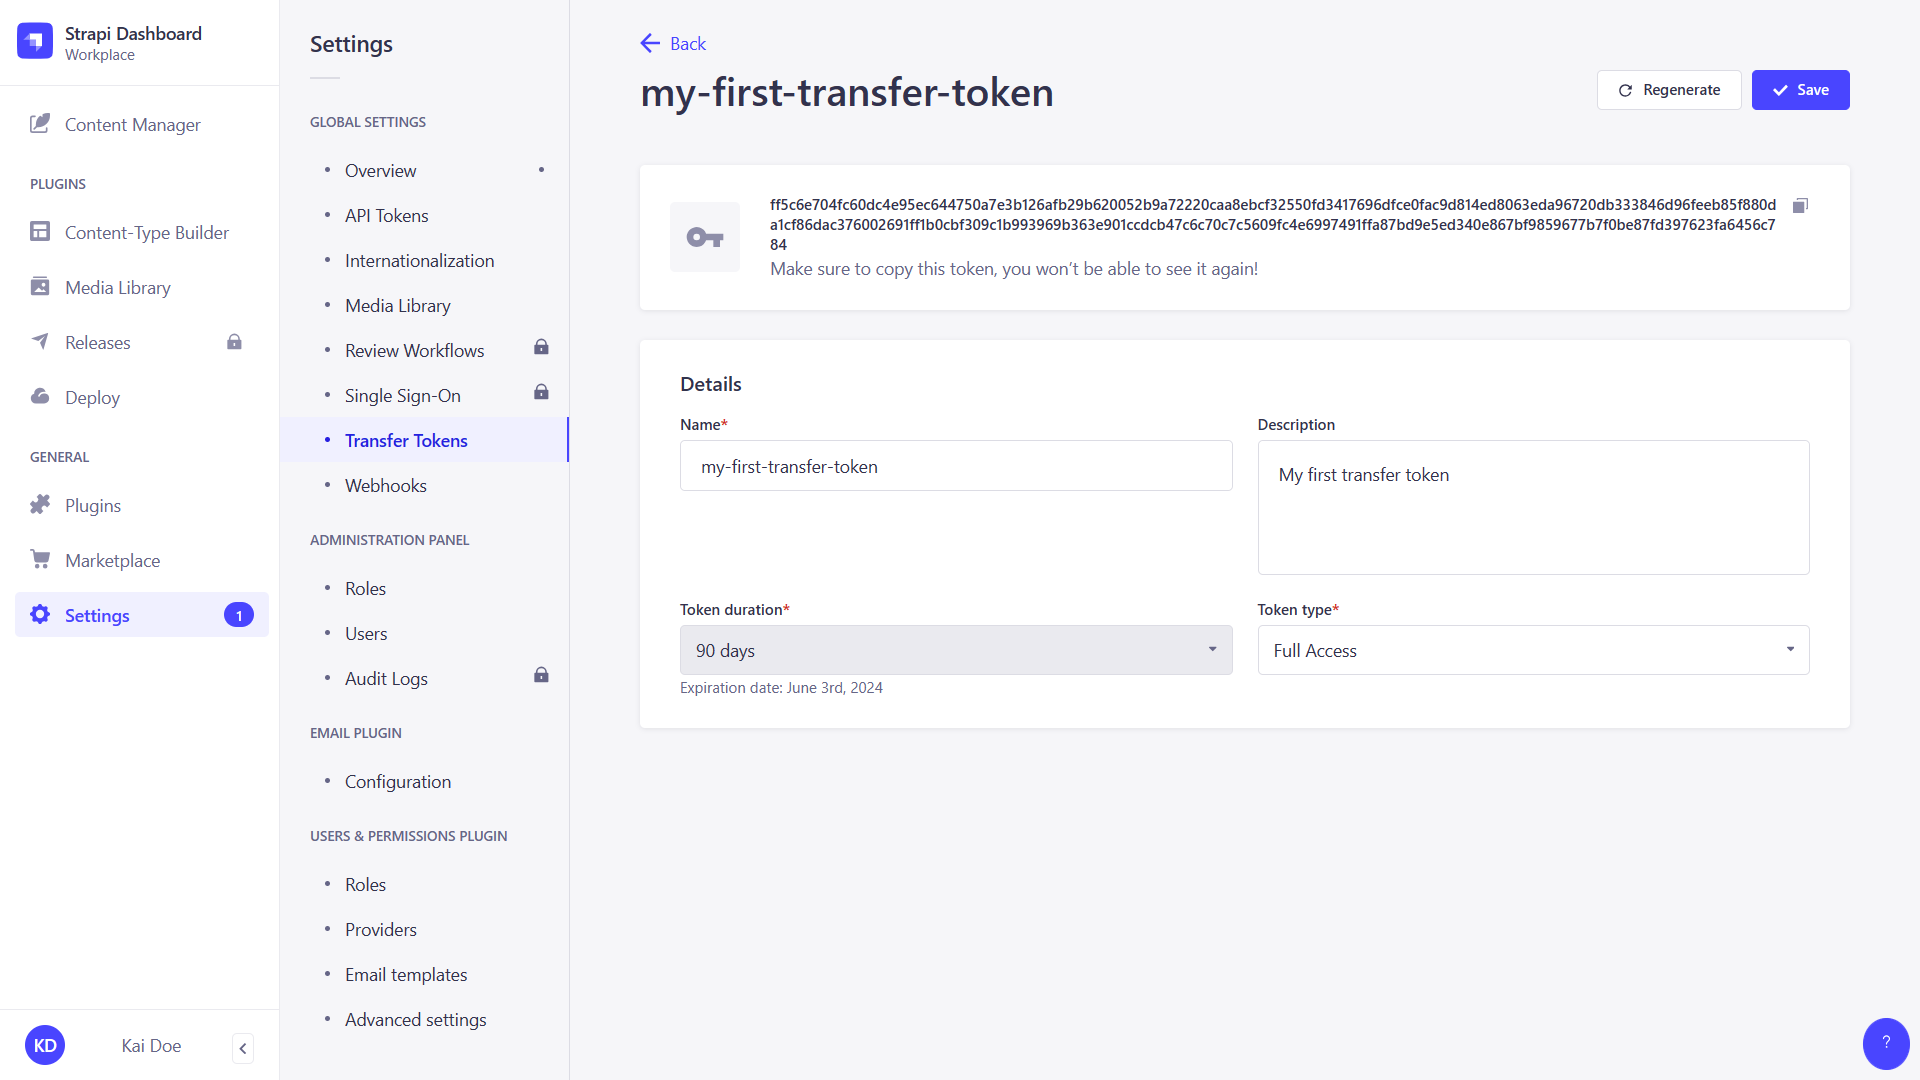 Strapi Dashboard
Workplace
Content Manager
PLUGINS
Content-Type Builder
Media Library
Releases
Deploy
GENERAL
Plugins
Marketplace
Settings
1
KD
Kai Doe
Settings
GLOBAL SETTINGS
Overview
API Tokens
Internationalization
Media Library
Review Workflows
Single Sign-On
Transfer Tokens
Webhooks
ADMINISTRATION PANEL
Roles
Users
Audit Logs
EMAIL PLUGIN
Configuration
USERS & PERMISSIONS PLUGIN
Roles
Providers
Email templates
Advanced settings
Back
my-first-transfer-token
Regenerate
Save
ff5c6e704fc60dc4e95ec644750a7e3b126afb29b620052b9a72220caa8ebcf32550fd3417696dfce0fac9d814ed8063eda96720db333846d96feeb85f880d
a1cf86dac376002691ff1b0cbf309c1b993969b363e901ccdcb47c6c70c7c5609fc4e6997491ffa87bd9e5ed340e867bf9859677b7f0be87fd397623fa6456c7
84
Make sure to copy this token, you won’t be able to see it again!
Details
Name*
my-first-transfer-token
Description
My first transfer token
Token duration*
90 days
Expiration date: June 3rd, 2024
Token type*
Full Access
?